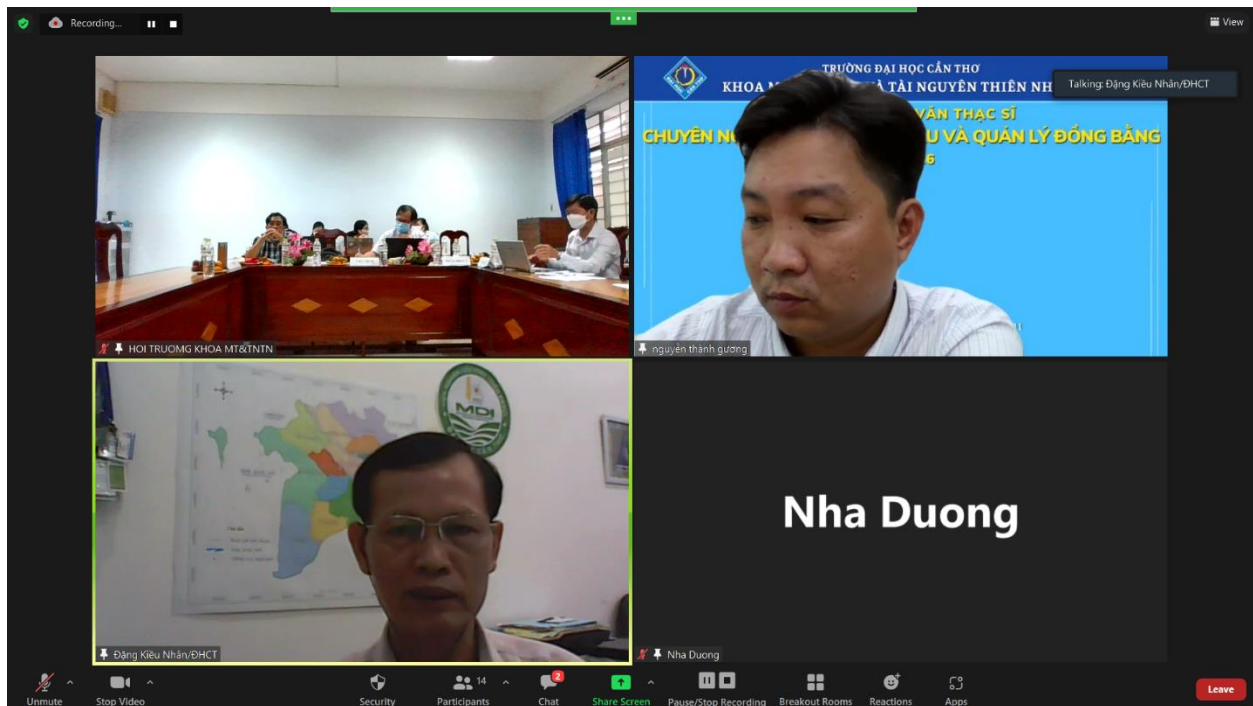 Recording...
View
TRƯỜNG ĐẠI HỌC CẦN THƠ
KHOA M
À TÀI NGUYÊN THIÊN NH
Talking: Đặng Kiều Nhân/ĐHCT
VĂN THẠC SĨ
CHUYÊN N
U VÀ QUẢN LÝ ĐỒNG BẰNG
6
HOI TRUOMG KHOA MT&TNTN
nguyễn thành gương
MDI
Nha Duong
Đặng Kiều Nhân/ĐHCT
Nha Duong
Unmute
Stop Video
Security
14
Participants
2
Chat
Share Screen
Pause/Stop Recording
Breakout Rooms
Reactions
Apps
Leave